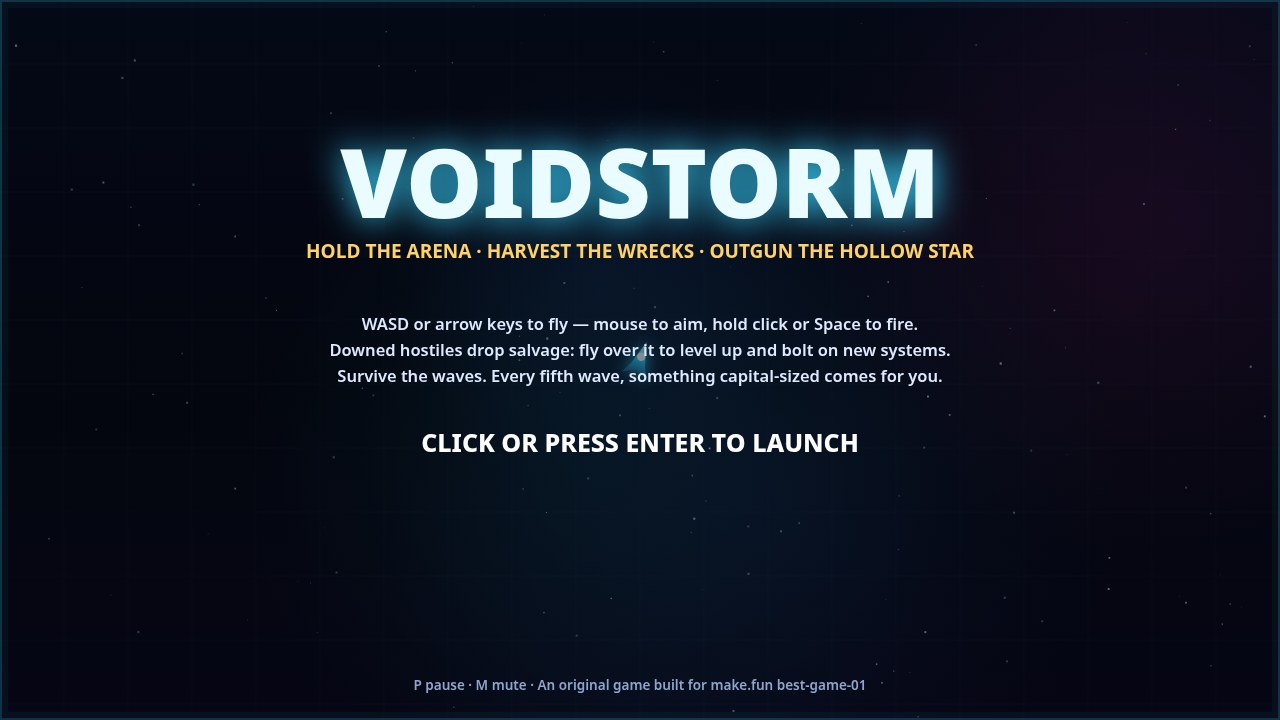 VOIDSTORM
HOLD THE ARENA · HARVEST THE WRECKS · OUTGUN THE HOLLOW STAR
WASD or arrow keys to fly — mouse to aim, hold click or Space to fire.
Downed hostiles drop salvage: fly over it to level up and bolt on new systems.
Survive the waves. Every fifth wave, something capital-sized comes for you.
CLICK OR PRESS ENTER TO LAUNCH
P pause · M mute · An original game built for make.fun best-game-01